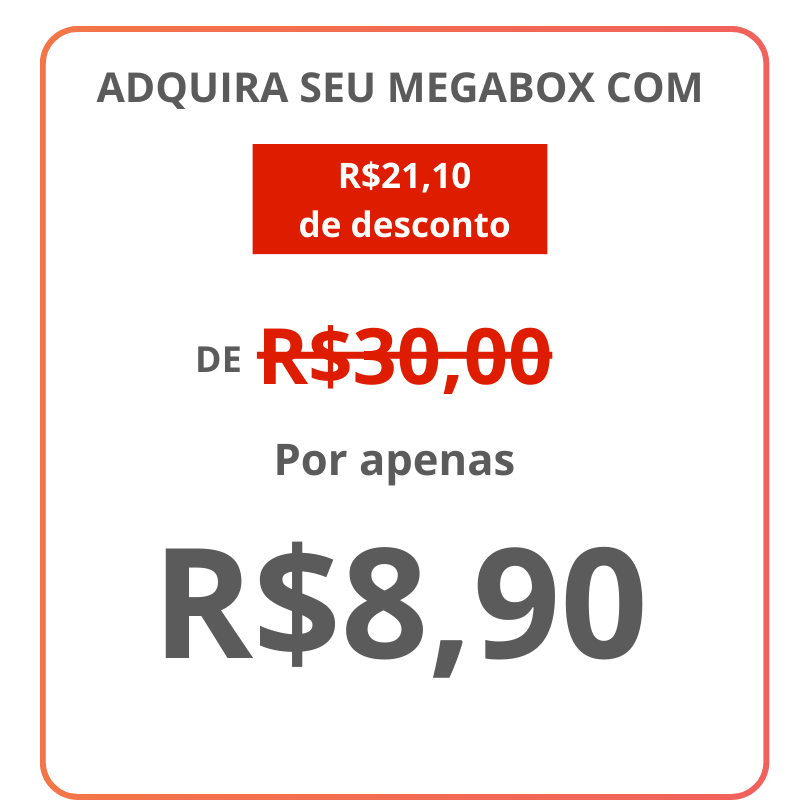 ADQUIRA SEU MEGABOX COM
R$21,10
de desconto
DE R$30,00
Por apenas
R$8,90